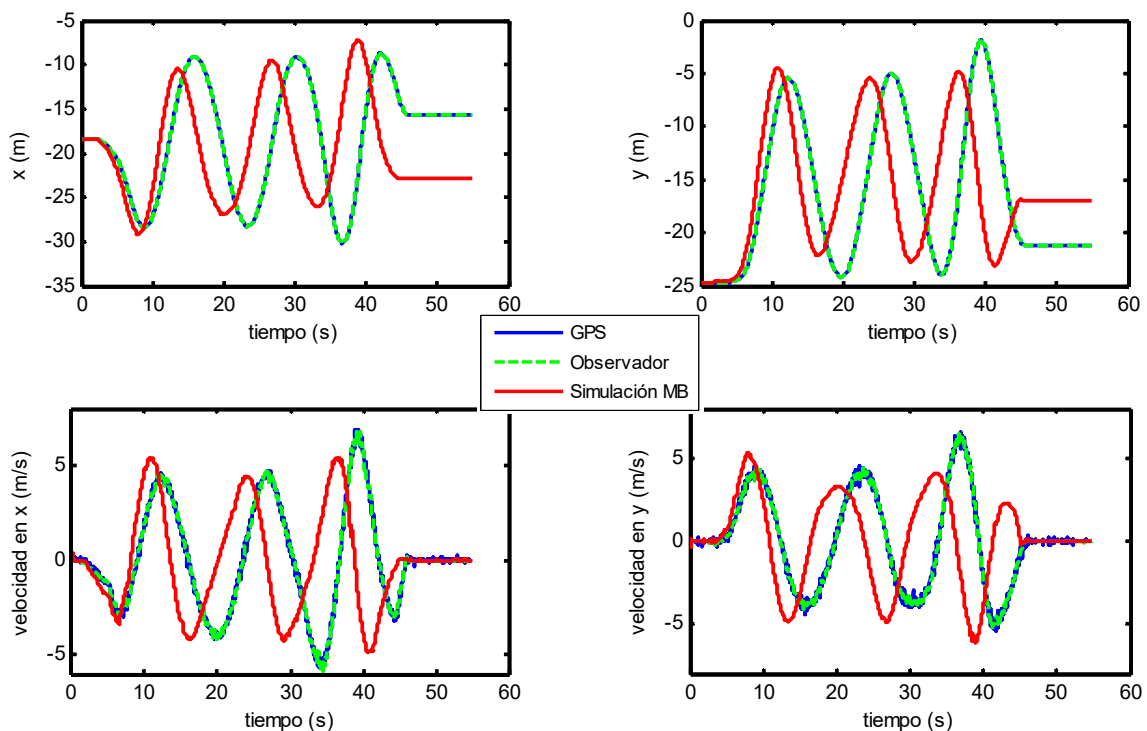 -5
-10
-15
-20
-25
-30
-35
x (m)
0 10 20 30 40 50 60
tiempo (s)
0
-5
-10
-15
-20
-25
y (m)
0 10 20 30 40 50 60
tiempo (s)
GPS
Observador
Simulación MB
5
0
-5
velocidad en x (m/s)
0 10 20 30 40 50 60
tiempo (s)
5
0
-5
velocidad en y (m/s)
0 10 20 30 40 50 60
tiempo (s)